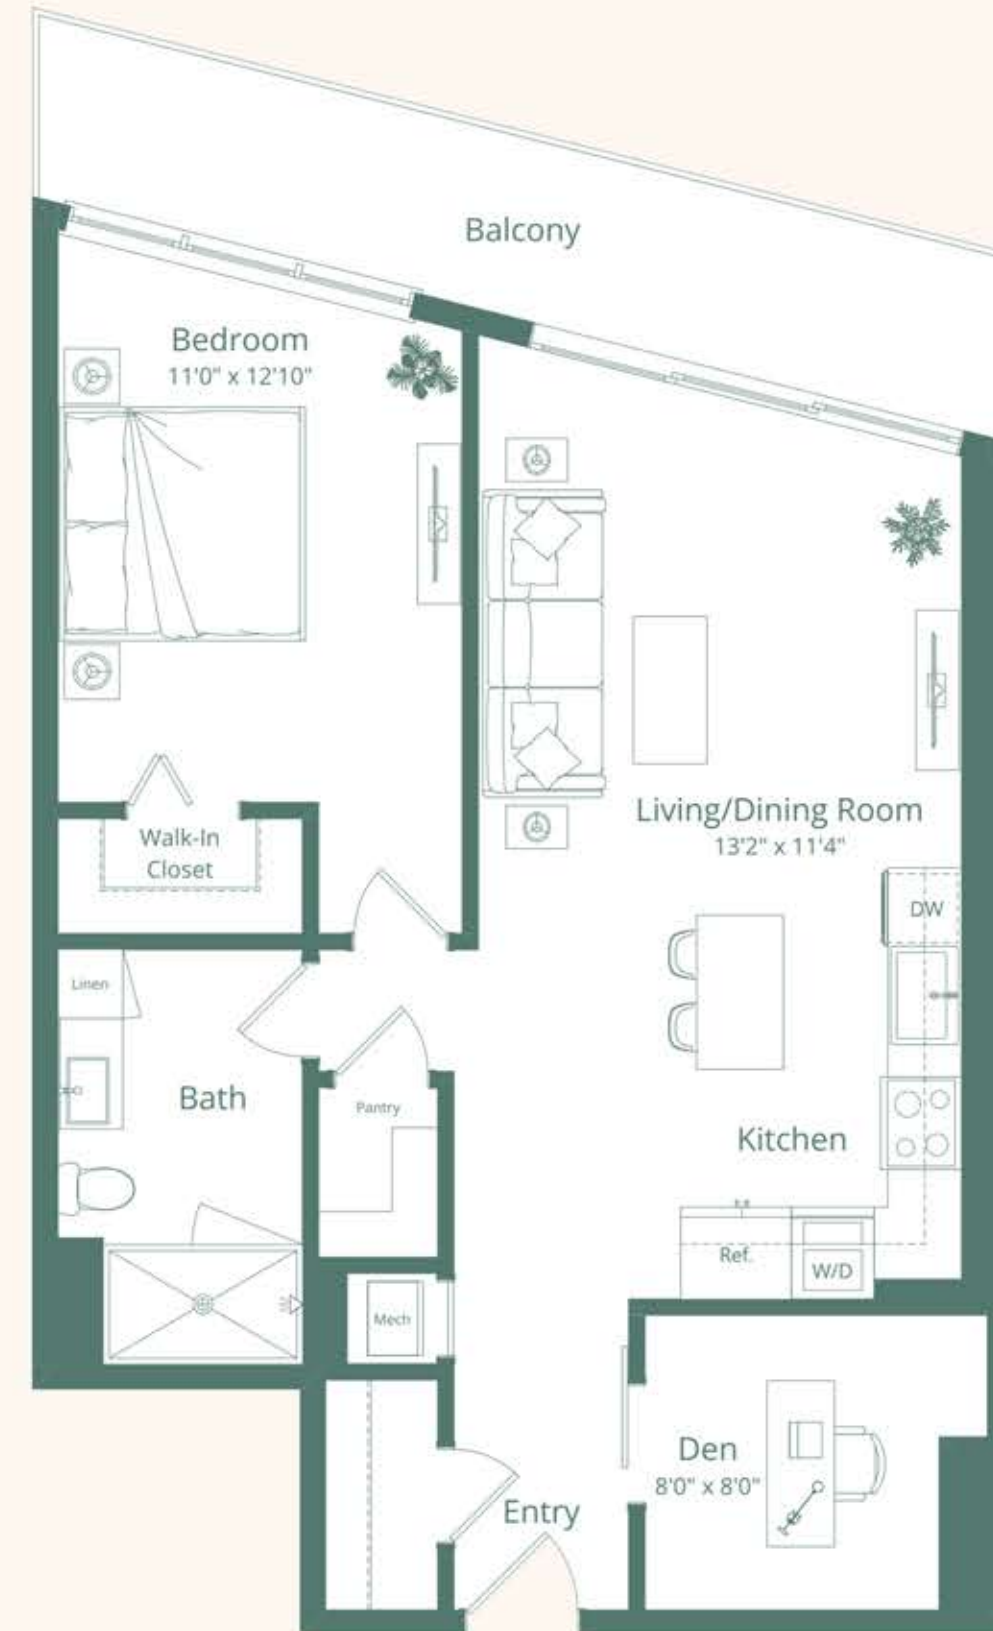 Balcony
Bedroom
11'0" x 12'10"
Living/Dining Room
13'2" x 11'4"
Walk-In
Closet
DW
Linen
Bath
Pantry
Kitchen
Ref.
W/D
Mech
Den
8'0" x 8'0"
Entry